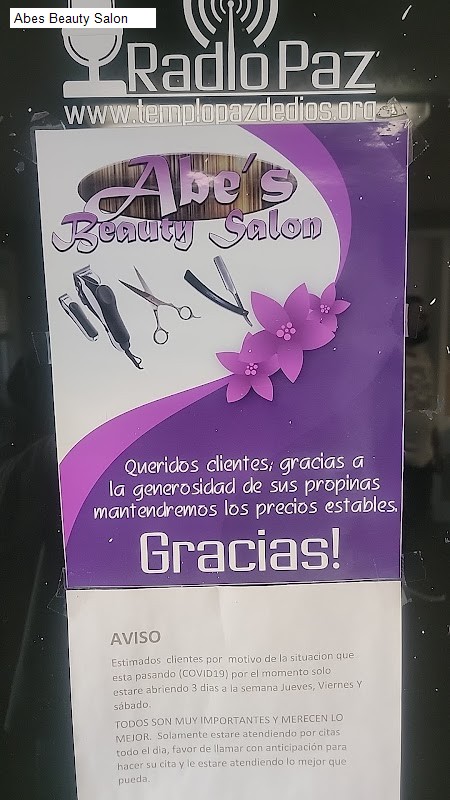 Abes Beauty Salon
Radio Paz
www.templopazdedios.org
Abe's
Beauty Salon
Queridos clientes, gracias a
la generosidad de sus propinas
mantendremos los precios estables.
Gracias!
AVISO
Estimados clientes por motivo de la situacion que
esta pasando (COVID19) por el momento solo
estare abriendo 3 dias a la semana Jueves, Viernes Y
sábado.
TODOS SON MUY IMPORTANTES Y MERECEN LO
MEJOR. Solamente estare atendiendo por citas
todo el dia, favor de llamar con anticipación para
hacer su cita y le estare atendiendo lo mejor que
pueda.